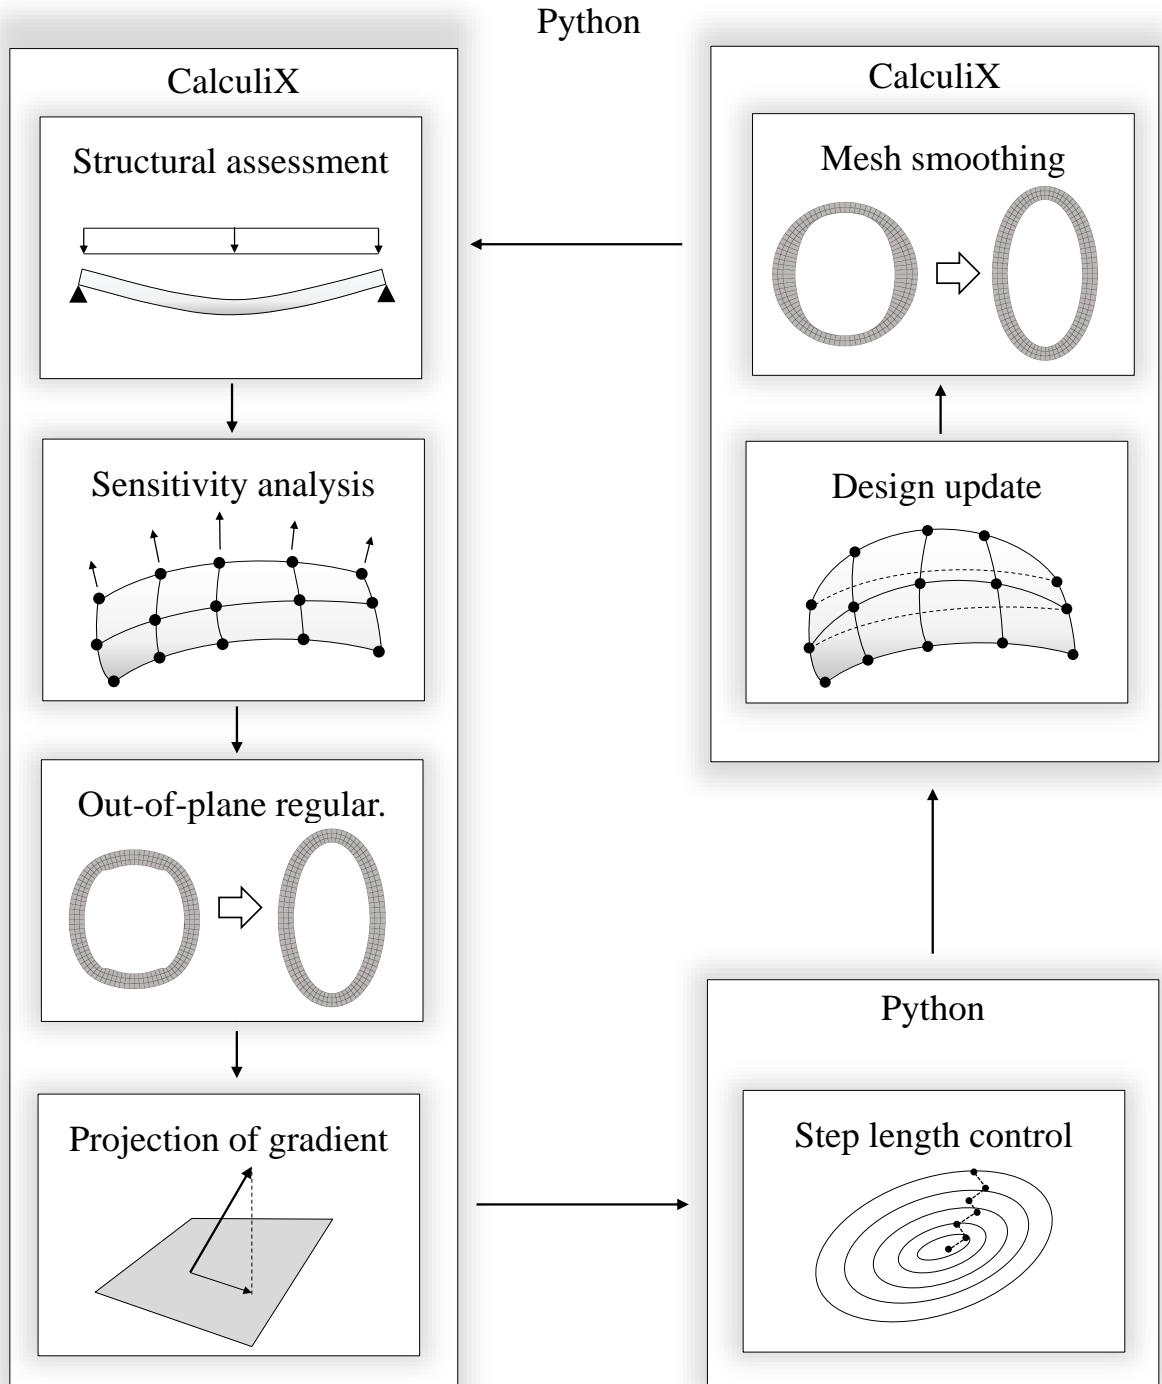 Python
CalculiX
Structural assessment
Sensitivity analysis
Out-of-plane regular.
Projection of gradient
CalculiX
Mesh smoothing
Design update
Python
Step length control